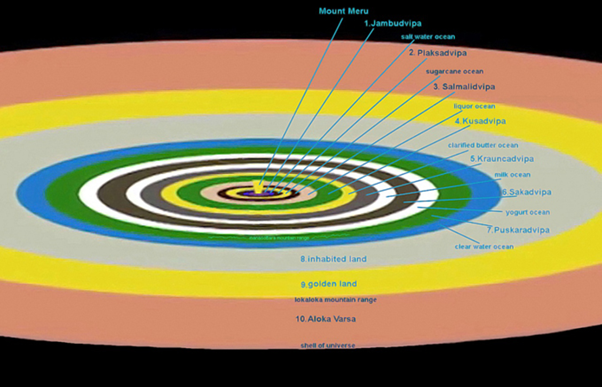 Mount Meru
1.Jambudvipa
salt water ocean
2. Plaksadvipa
sugarcane ocean
3. Salmalidvipa
liquor ocean
4.Kusadvipa
clarified butter ocean
5.Krauncadvipa
milk ocean
6.Sakadvipa
yogurt ocean
7.Puskaradvipa
clear water ocean
8.inhabited land
9.golden land
lokaloka mountain range
10. Aloka Varsa
shell of universe